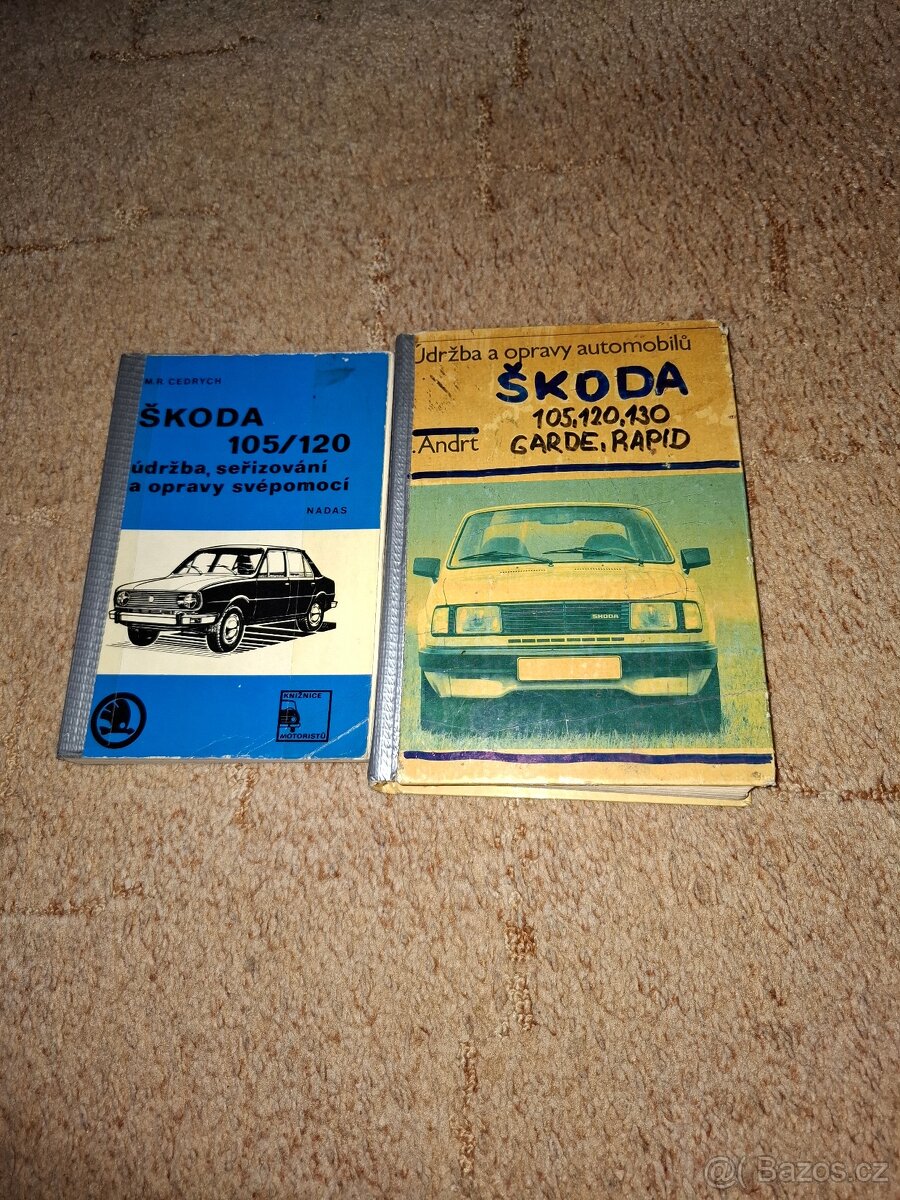 M.R. CEDRYCH
ŠKODA
105/120
údržba, seřizování
a opravy svépomocí
NADAS
KNIŽNICE
MOTORISTŮ
Údržba a opravy automobilů
ŠKODA
105,120,130
GARDE, RAPID
. Andrt
SKODA
@( Bazos.cz